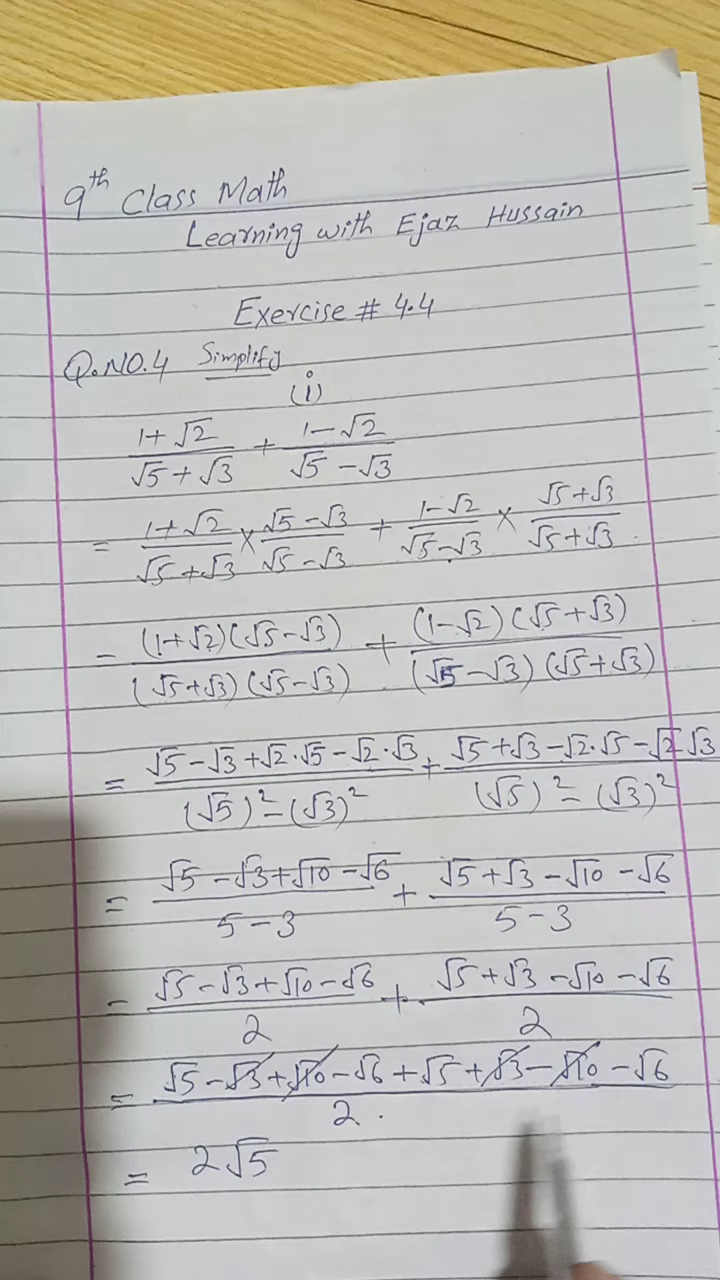 9th Class Math
Learning with Ejaz Hussain
Exercise # 4.4
Q.NO.4 Simplify
(i)
(1+√2)/(√5+√3) + (1-√2)/(√5-√3)
= (1+√2)/(√5+√3) × (√5-√3)/(√5-√3) + (1-√2)/(√5-√3) × (√5+√3)/(√5+√3)
= (1+√2)(√5-√3)/(√5+√3)(√5-√3) + (1-√2)(√5+√3)/(√5-√3)(√5+√3)
= (√5-√3+√2·√5-√2·√3)/((√5)²-(√3)²) + (√5+√3-√2·√5-√2·√3)/((√5)²-(√3)²)
= (√5-√3+√10-√6)/(5-3) + (√5+√3-√10-√6)/(5-3)
= (√5-√3+√10-√6)/2 + (√5+√3-√10-√6)/2
= (√5-√3+√10-√6+√5+√3-√10-√6)/2.
= 2√5